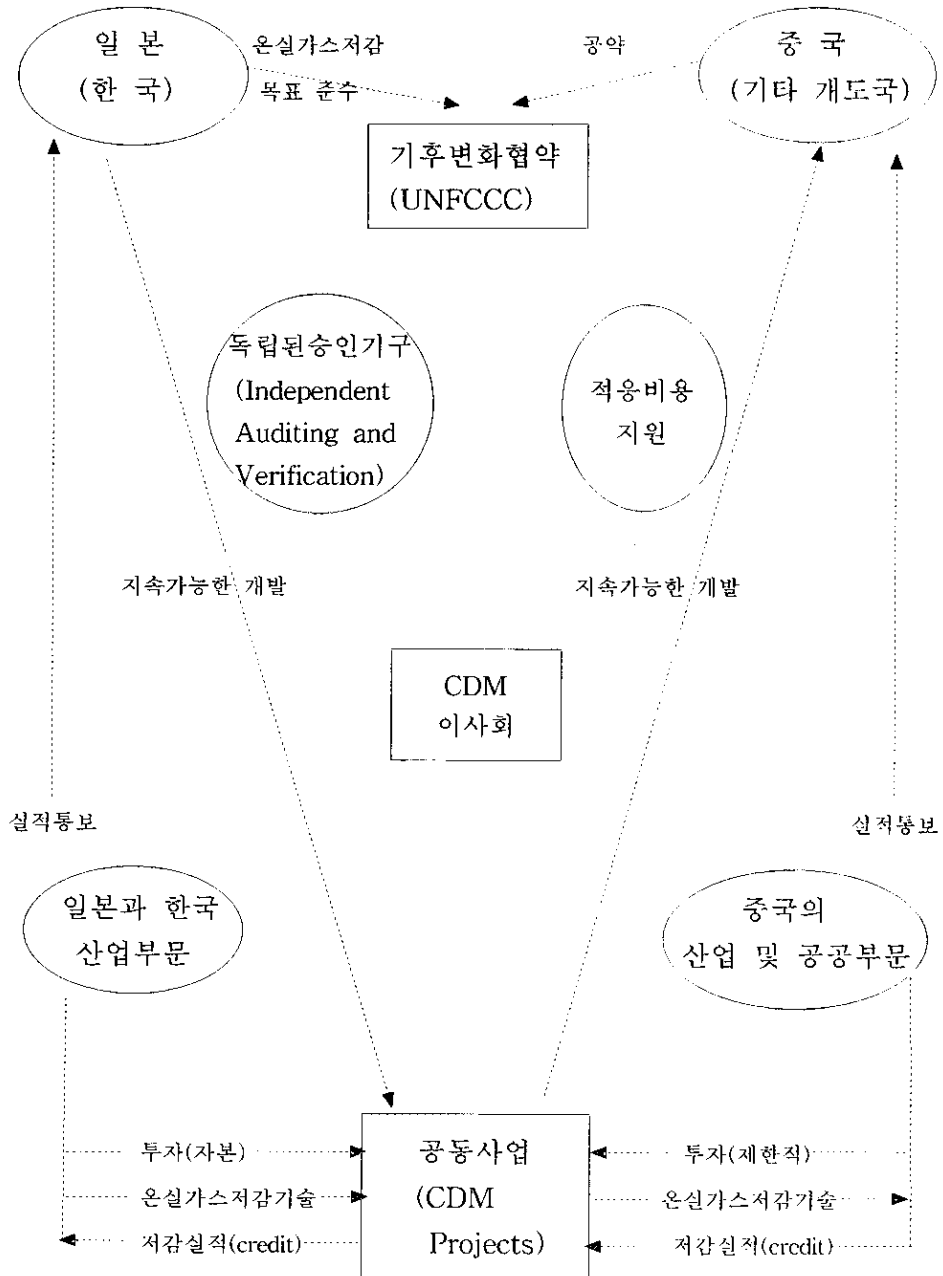 일 본
(한 국)
온실가스저감
목표 준수
공약
중 국
(기타 개도국)
기후변화협약
(UNFCCC)
독립된승인기구
(Independent
Auditing and
Verification)
적응비용
지원
지속가능한 개발
지속가능한 개발
CDM
이사회
실적통보
실적통보
일본과 한국
산업부문
중국의
산업 및 공공부문
투자(자본)
온실가스저감기술
저감실적(credit)
공동사업
(CDM
Projects)
투자(제한적)
온실가스저감기술
저감실적(credit)